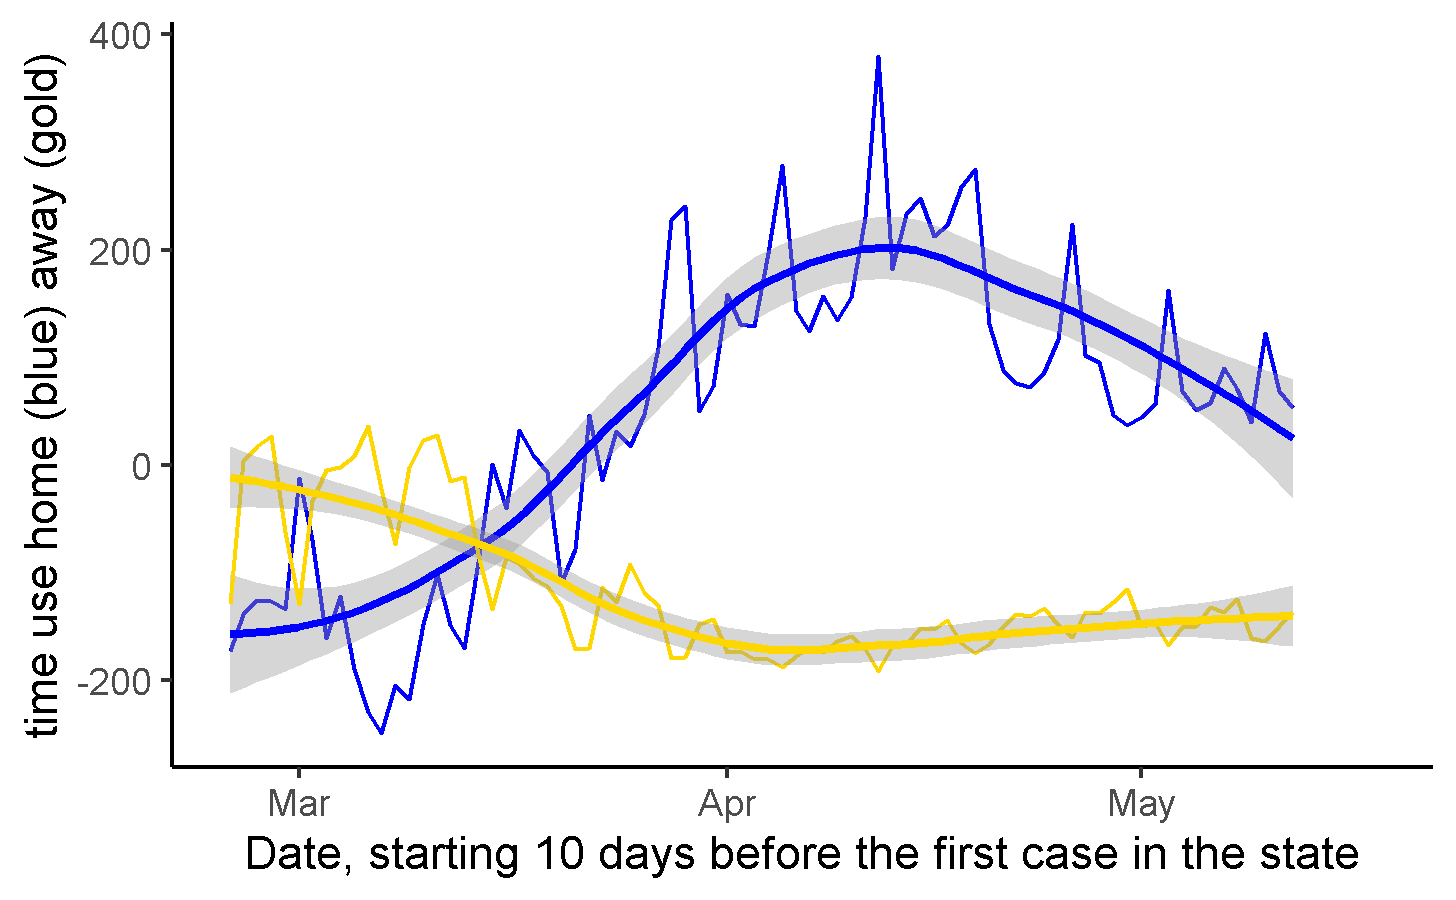 time use home (blue) away (gold)
400
200
0
-200
Mar Apr May
Date, starting 10 days before the first case in the state